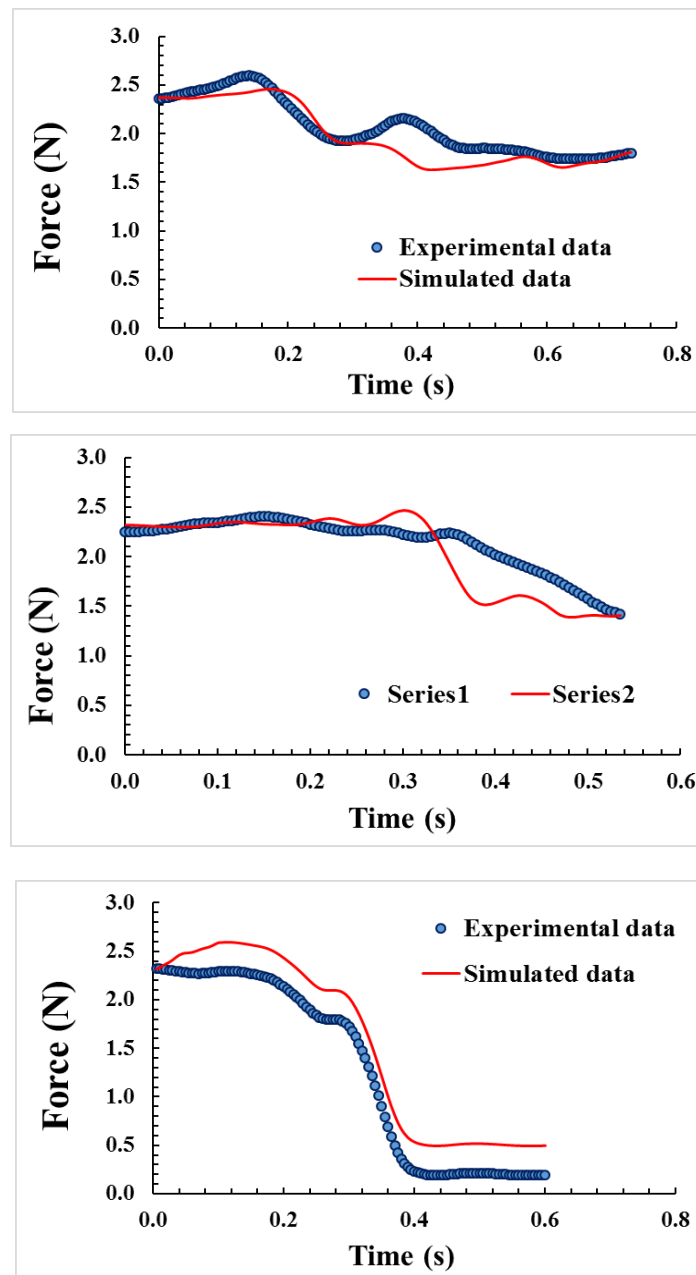 3.0
2.5
2.0
1.5
1.0
0.5
0.0
Force (N)
Experimental data
Simulated data
0.0 0.2 0.4 0.6 0.8
Time (s)
3.0
2.5
2.0
1.5
1.0
0.5
0.0
Force (N)
Series1 Series2
0.0 0.1 0.2 0.3 0.4 0.5 0.6
Time (s)
3.0
2.5
2.0
1.5
1.0
0.5
0.0
Force (N)
Experimental data
Simulated data
0.0 0.2 0.4 0.6 0.8
Time (s)